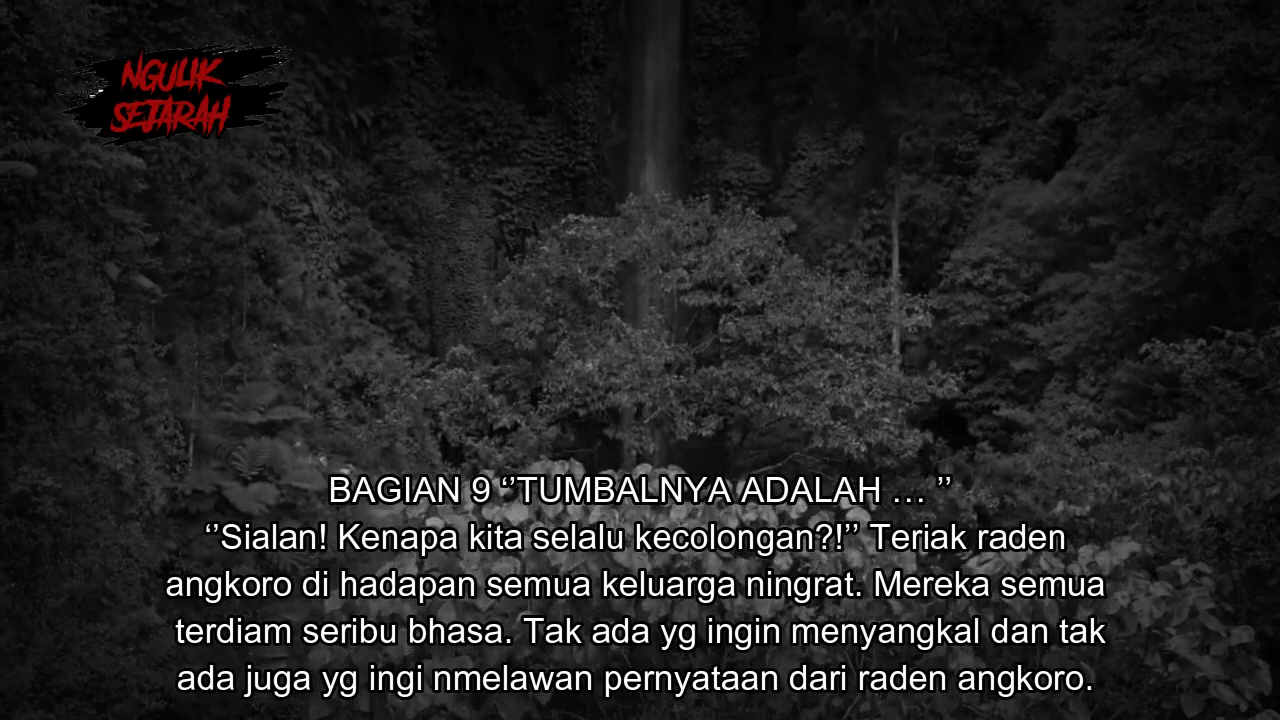 NGULIK
SEJARAH
BAGIAN 9 ‘’TUMBALNYA ADALAH … ’’
‘’Sialan! Kenapa kita selalu kecolongan?!’’ Teriak raden
angkoro di hadapan semua keluarga ningrat. Mereka semua
terdiam seribu bhasa. Tak ada yg ingin menyangkal dan tak
ada juga yg ingi nmelawan pernyataan dari raden angkoro.